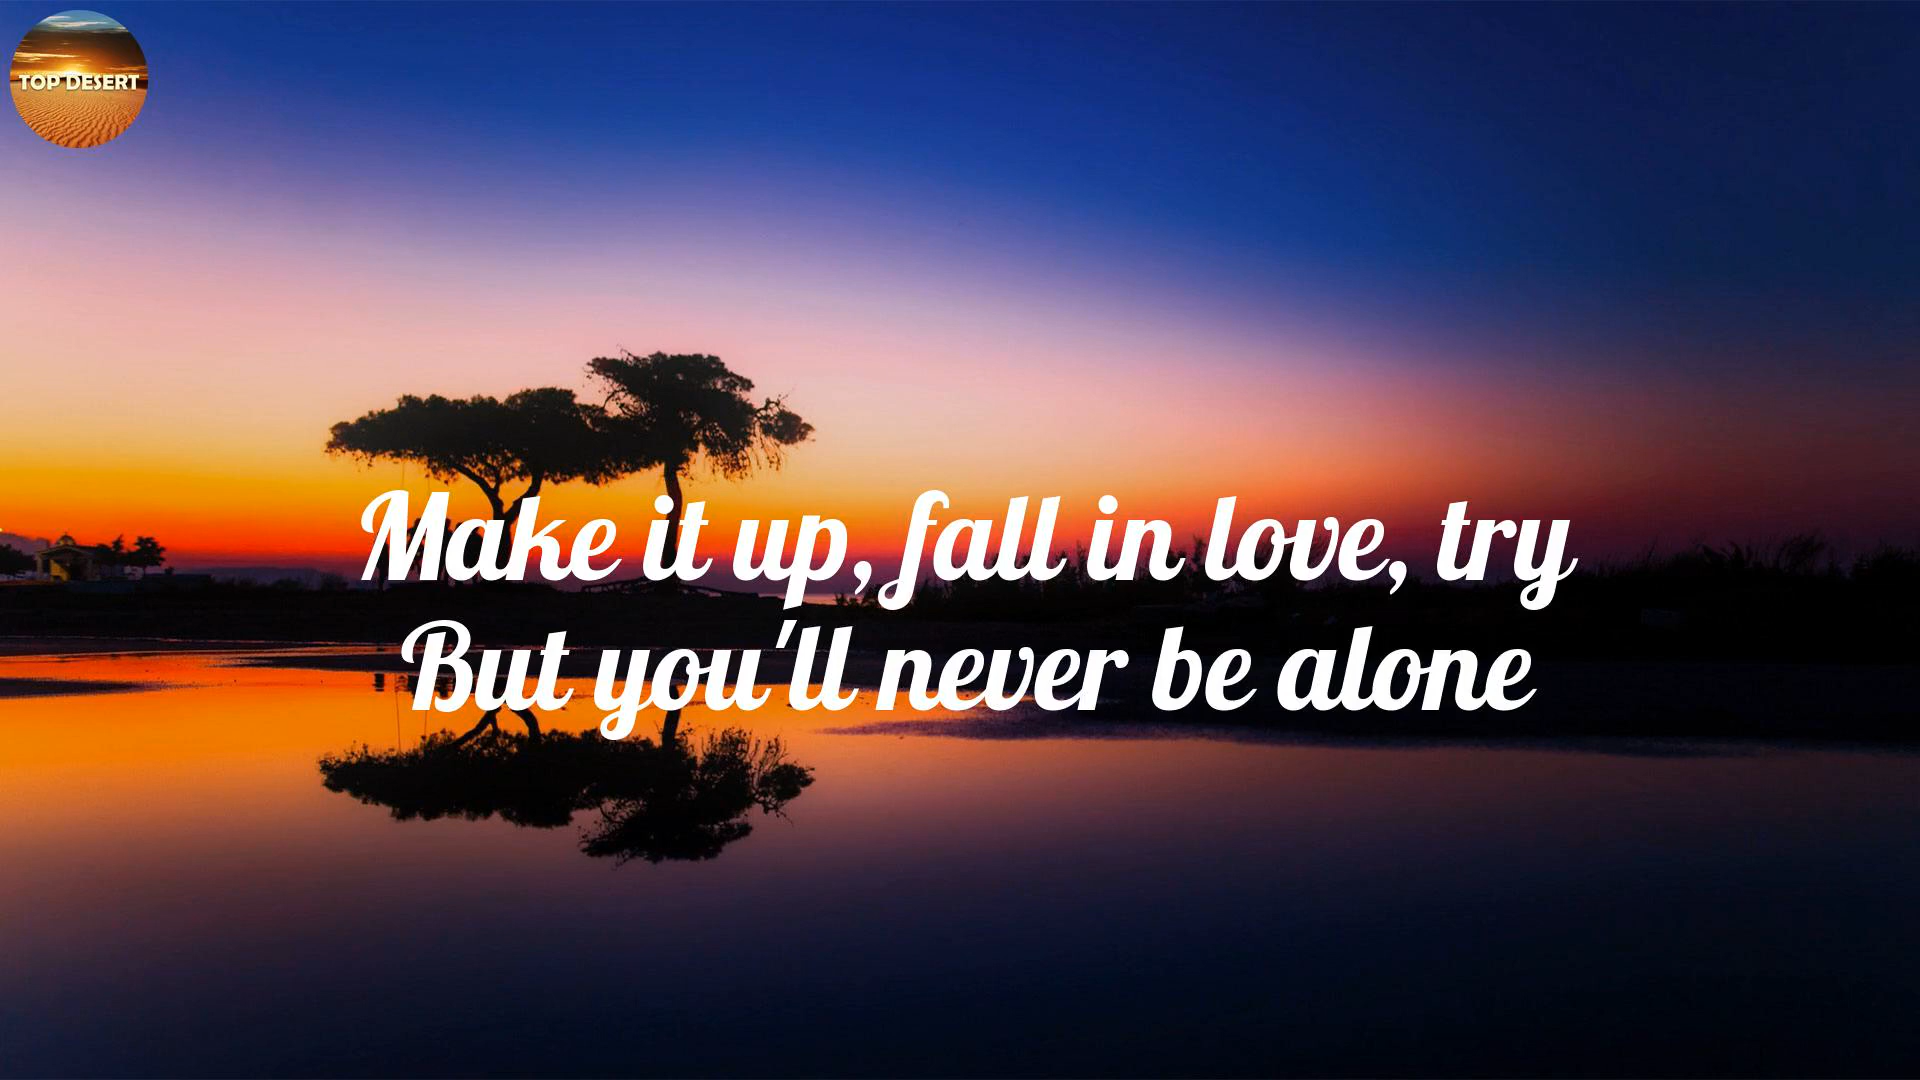 TOP DESERT
Make it up, fall in love, try
But you'll never be alone